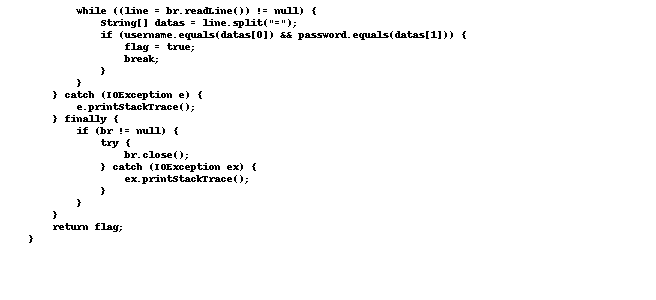 while ((line = br.readLine()) != null) {
String[] datas = line.split("=");
if (username.equals(datas[0]) && password.equals(datas[1])) {
flag = true;
break;
}
}
} catch (IOException e) {
e.printStackTrace();
} finally {
if (br != null) {
try {
br.close();
} catch (IOException ex) {
ex.printStackTrace();
}
}
}
return flag;
}